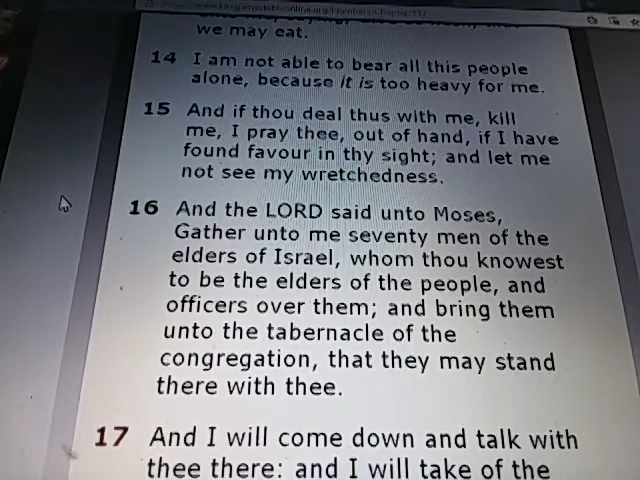 we may eat.
14 I am not able to bear all this people
alone, because it is too heavy for me.
15 And if thou deal thus with me, kill
me, I pray thee, out of hand, if I have
found favour in thy sight; and let me
not see my wretchedness.
16 And the LORD said unto Moses,
Gather unto me seventy men of the
elders of Israel, whom thou knowest
to be the elders of the people, and
officers over them; and bring them
unto the tabernacle of the
congregation, that they may stand
there with thee.
17 And I will come down and talk with
thee there: and I will take of the